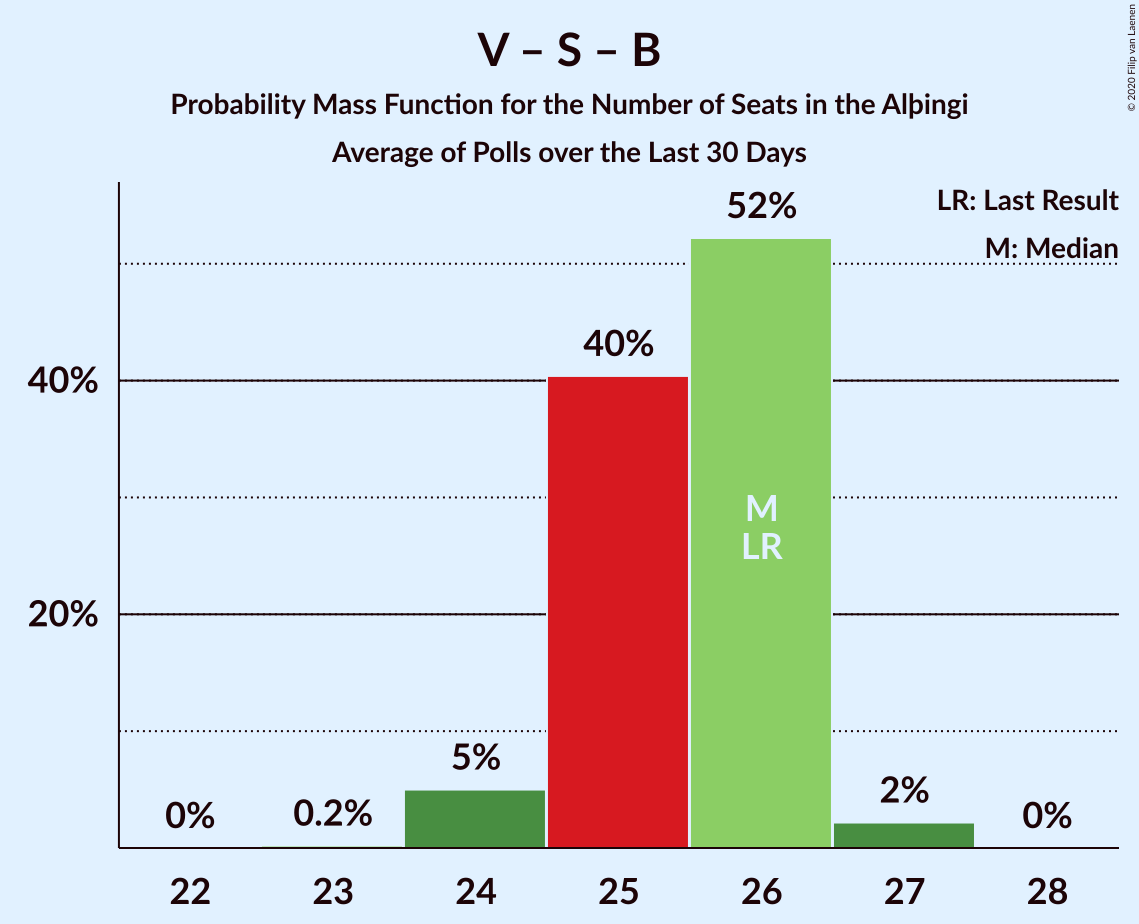 V – S – B
Probability Mass Function for the Number of Seats in the Alþingi
Average of Polls over the Last 30 Days
© 2020 Filip van Laenen
LR: Last Result
M: Median
52%
40%
40%
M
LR
20%
5%
2%
0%
0.2%
0%
22
23
24
25
26
27
28